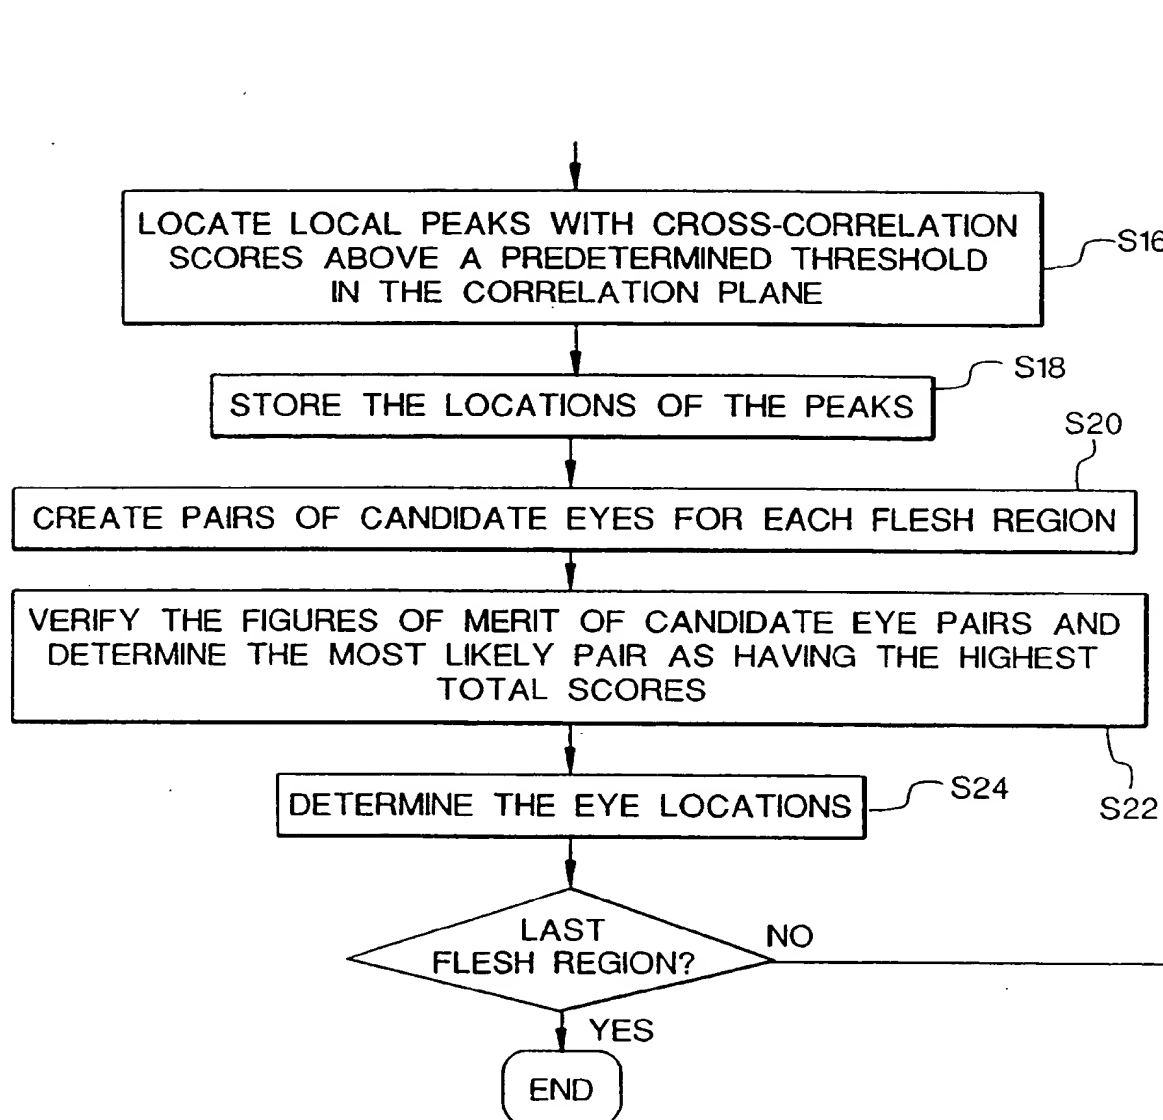 LOCATE LOCAL PEAKS WITH CROSS-CORRELATION
SCORES ABOVE A PREDETERMINED THRESHOLD
IN THE CORRELATION PLANE
S16
STORE THE LOCATIONS OF THE PEAKS
S18
S20
CREATE PAIRS OF CANDIDATE EYES FOR EACH FLESH REGION
VERIFY THE FIGURES OF MERIT OF CANDIDATE EYE PAIRS AND
DETERMINE THE MOST LIKELY PAIR AS HAVING THE HIGHEST
TOTAL SCORES
S22
DETERMINE THE EYE LOCATIONS
S24
LAST
FLESH REGION?
NO
YES
END